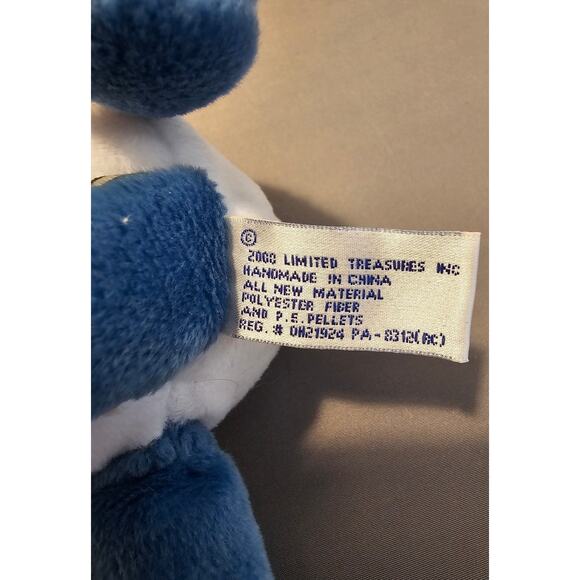 ©
2000 LIMITED TREASURES INC
HANDMADE IN CHINA
ALL NEW MATERIAL
POLYESTER FIBER
AND P.E.PELLETS
REG. # OH21924 PA-8312(RC)